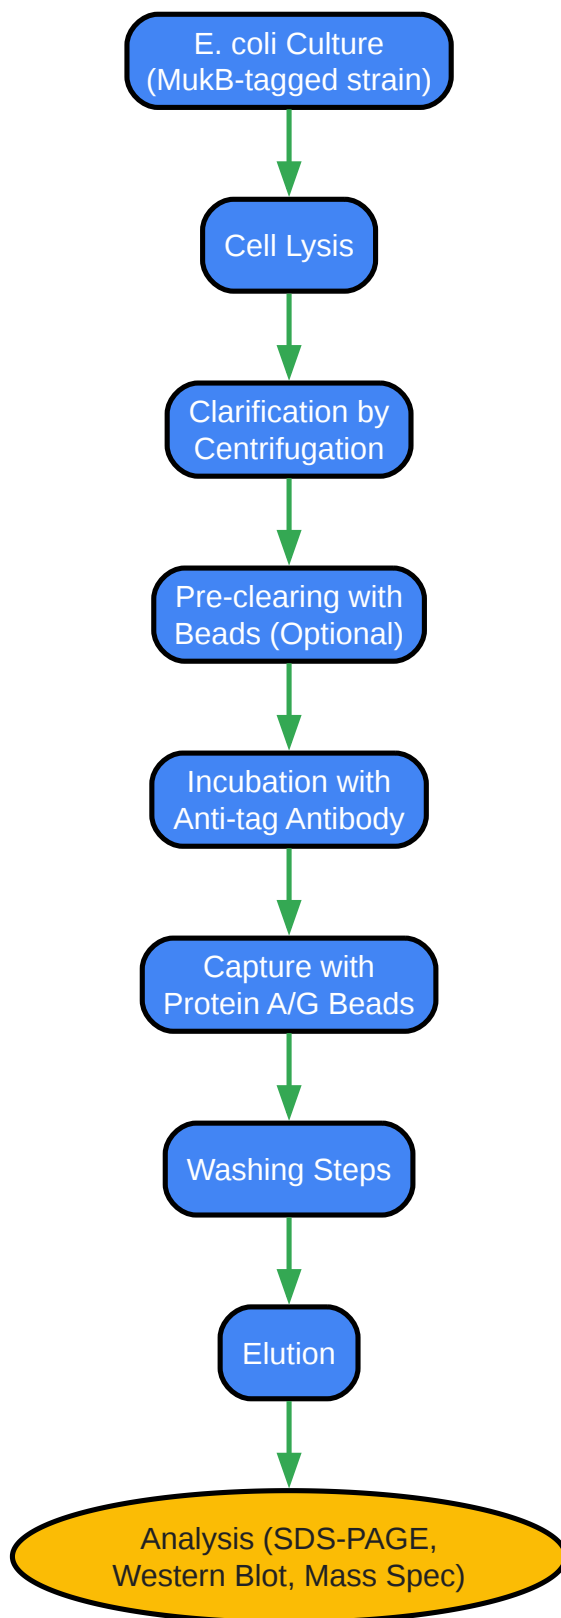 E. coli Culture
(MukB-tagged strain)
Cell Lysis
Clarification by
Centrifugation
Pre-clearing with
Beads (Optional)
Incubation with
Anti-tag Antibody
Capture with
Protein A/G Beads
Washing Steps
Elution
Analysis (SDS-PAGE,
Western Blot, Mass Spec)